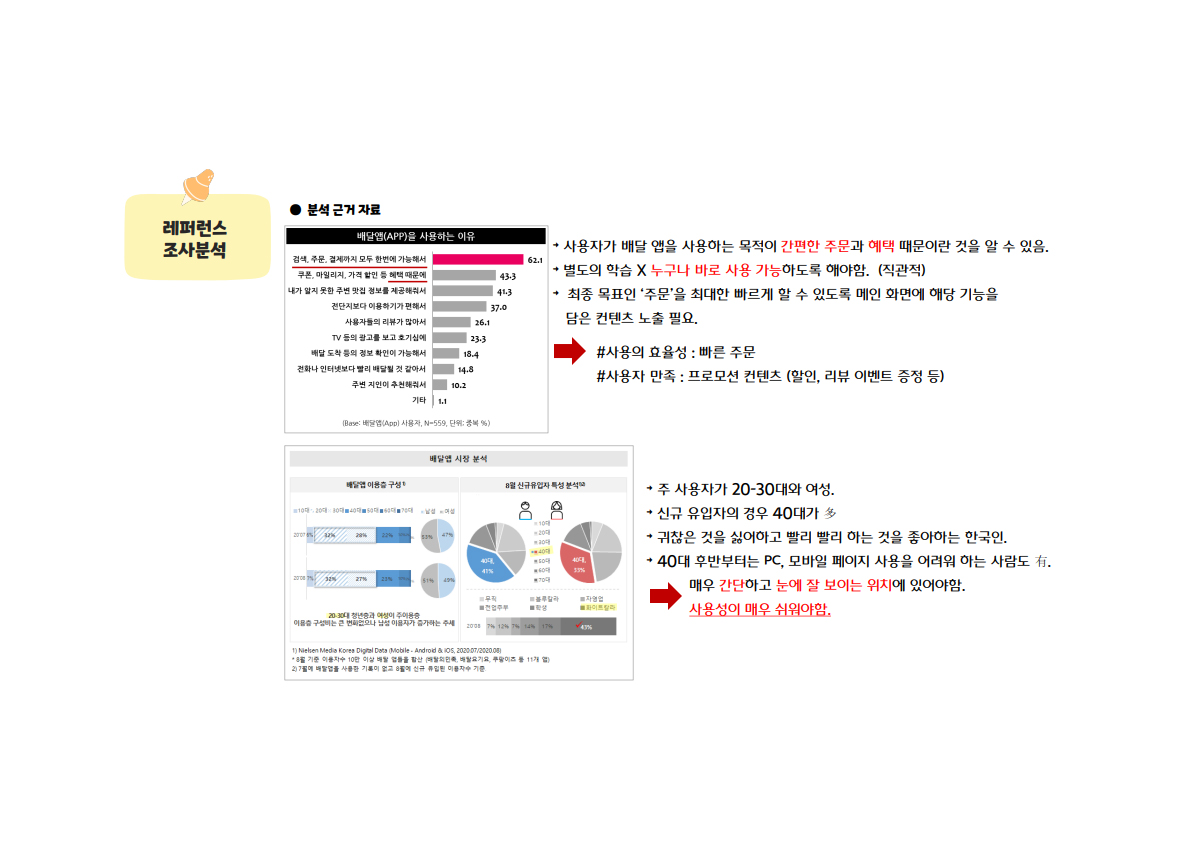 레퍼런스
조사분석
● 분석 근거 자료
배달앱(APP)을 사용하는 이유
검색, 주문, 결제까지 모두 한번에 가능해서 62.1
쿠폰, 마일리지, 가격 할인 등 혜택 때문에 43.3
내가 알지 못한 주변 맛집 정보를 제공해줘서 41.3
전단지보다 이용하기가 편해서 37.0
사용자들의 리뷰가 많아서 26.1
TV 등의 광고를 보고 호기심에 23.3
배달 도착 등의 정보 확인이 가능해서 18.4
전화나 인터넷보다 빨리 배달될 것 같아서 14.8
주변 지인이 추천해줘서 10.2
기타 1.1
(Base: 배달앱(App) 사용자, N=559, 단위: 중복 %)
→ 사용자가 배달 앱을 사용하는 목적이 간편한 주문과 혜택 때문이란 것을 알 수 있음.
→ 별도의 학습 X 누구나 바로 사용 가능하도록 해야함. (직관적)
→ 최종 목표인 ‘주문’을 최대한 빠르게 할 수 있도록 메인 화면에 해당 기능을
담은 컨텐츠 노출 필요.
#사용의 효율성 : 빠른 주문
#사용자 만족 : 프로모션 컨텐츠 (할인, 리뷰 이벤트 증정 등)
배달앱 시장 분석
배달앱 이용층 구성1)
10대 20대 30대 40대 50대 60대 70대 남성 여성
20'07 32% 28% 22% 53% 47%
20'08 7% 32% 27% 23% 51% 49%
20-30대 청년층과 여성이 주이용층
이용층 구성비는 큰 변화없으나 남성 이용자가 증가하는 추세
8월 신규유입자 특성 분석1)2)
10대
20대
30대
40대
50대
60대
70대
40대, 41%
40대, 33%
무직 블루칼라 자영업
전업주부 학생 화이트칼라
20'08 7% 12% 7% 14% 17% 43%
1) Nielsen Media Korea Digital Data (Mobile - Android & iOS, 2020.07/2020.08)
* 8월 기준 이용자수 10만 이상 배달 앱들을 합산 (배달의민족, 배달요기요, 쿠팡이츠 등 11개 앱)
2) 7월에 배달앱을 사용한 기록이 없고 8월에 신규 유입된 이용자수 기준
→ 주 사용자가 20-30대와 여성.
→ 신규 유입자의 경우 40대가 多
→ 귀찮은 것을 싫어하고 빨리 빨리 하는 것을 좋아하는 한국인.
→ 40대 후반부터는 PC, 모바일 페이지 사용을 어려워 하는 사람도 有.
매우 간단하고 눈에 잘 보이는 위치에 있어야함.
사용성이 매우 쉬워야함.